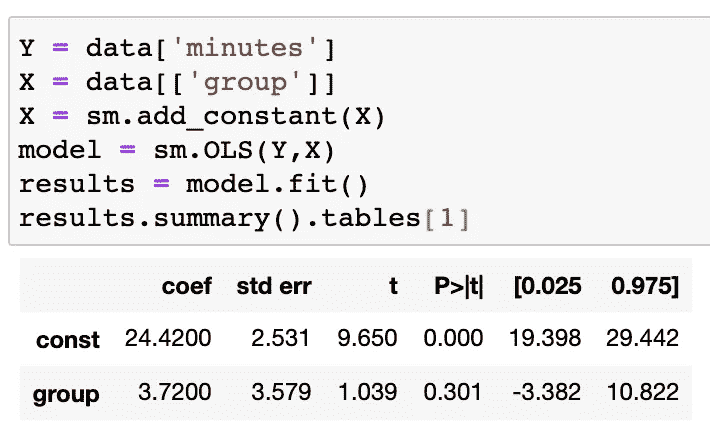 Y = data['minutes']
X = data[['group']]
X = sm.add_constant(X)
model = sm.OLS(Y,X)
results = model.fit()
results.summary().tables[1]
coef std err t P>|t| [0.025 0.975]
const 24.4200 2.531 9.650 0.000 19.398 29.442
group 3.7200 3.579 1.039 0.301 -3.382 10.822